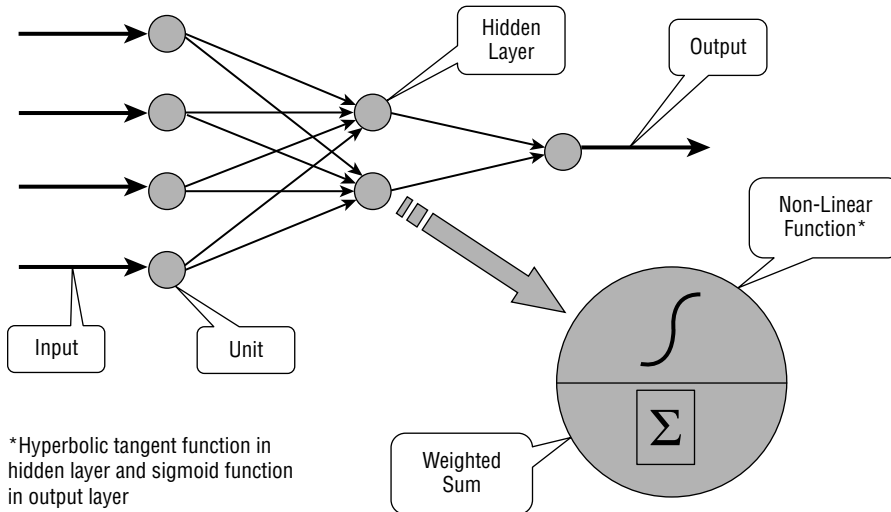 Hidden
Layer
Output
Non-Linear
Function*
Input
Unit
Σ
Weighted
Sum
*Hyperbolic tangent function in
hidden layer and sigmoid function
in output layer